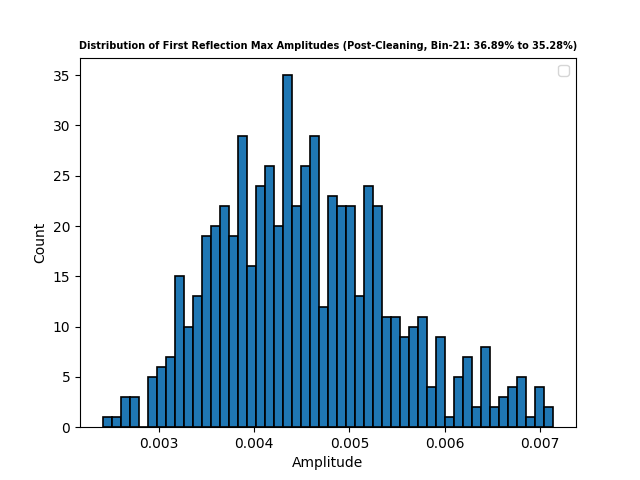 Distribution of First Reflection Max Amplitudes (Post-Cleaning, Bin-21: 36.89% to 35.28%)
35
30
25
20
15
10
5
0
Count
0.003 0.004 0.005 0.006 0.007
Amplitude